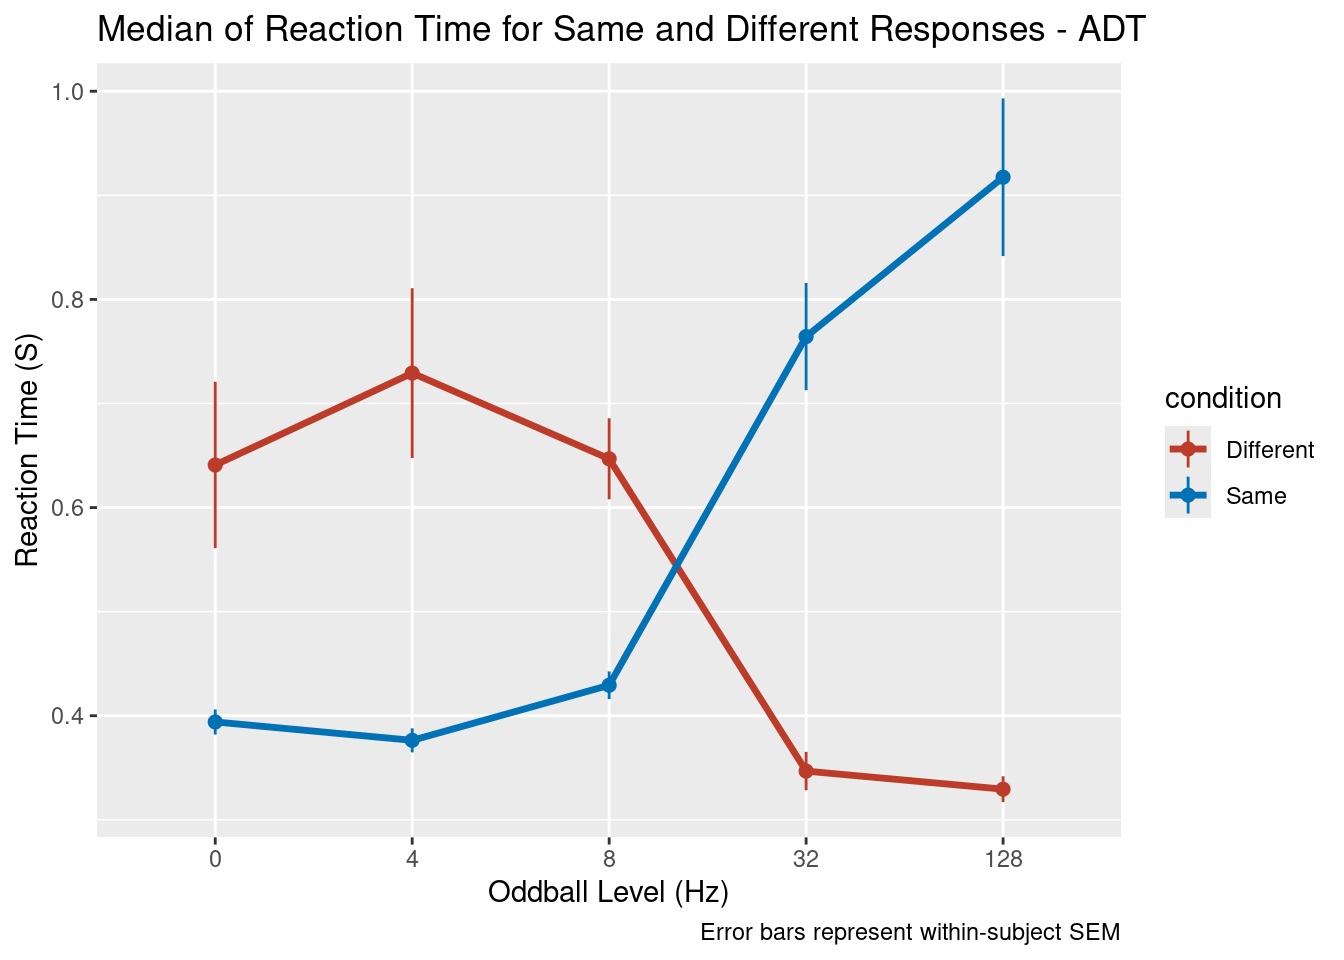 Median of Reaction Time for Same and Different Responses - ADT
1.0
0.8
0.6
0.4
Reaction Time (S)
0
4
8
32
128
Oddball Level (Hz)
condition
Different
Same
Error bars represent within-subject SEM